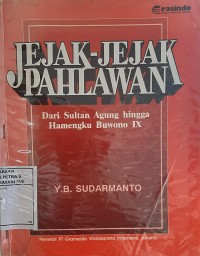 Grasindo
JEJAK-JEJAK
PAHLAWAN
Dari Sultan Agung hingga
Hamengku Buwono IX
Y.B. SUDARMANTO
Penerbit PT Gramedia Widiasarana Indonesia, Jakarta